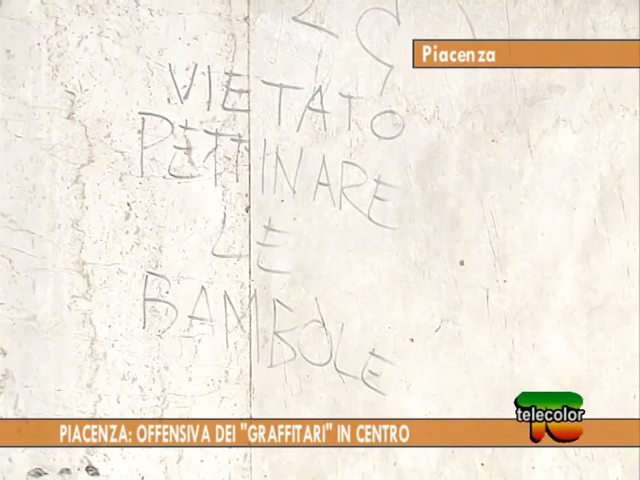 Piacenza
VIETATO
PETTINARE
LE
BAMBOLE
telecolor
PIACENZA: OFFENSIVA DEI "GRAFFITARI" IN CENTRO